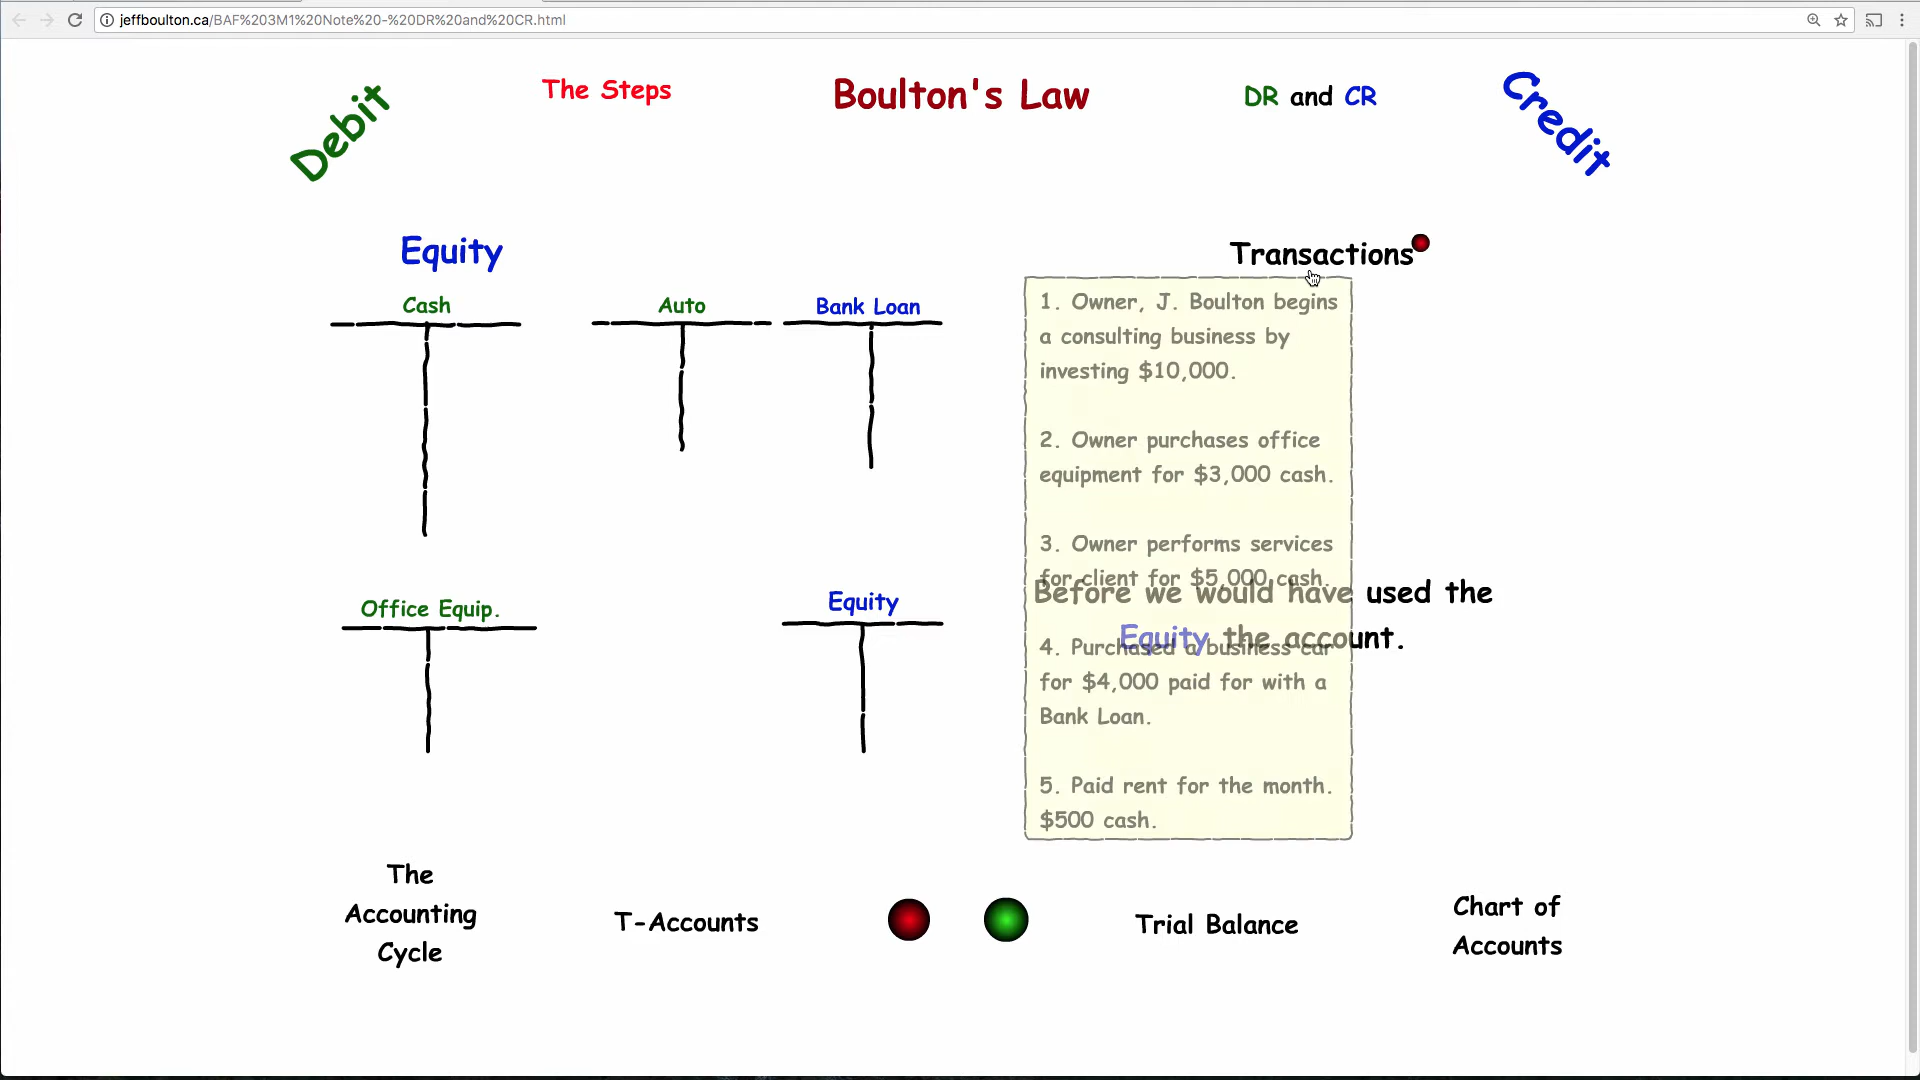 jeffboulton.ca/BAF%203M1%20Note%20-%20DR%20and%20CR.html
Debit
The Steps
Boulton's Law
DR and CR
Credit
Equity
Transactions
Cash
Auto
Bank Loan
1. Owner, J. Boulton begins
a consulting business by
investing $10,000.
2. Owner purchases office
equipment for $3,000 cash.
3. Owner performs services
for client for $5,000 cash.
Before we would have used the
Equity the account.
4. Purchased a business car
for $4,000 paid for with a
Bank Loan.
5. Paid rent for the month.
$500 cash.
Office Equip.
Equity
The
Accounting
Cycle
T-Accounts
Trial Balance
Chart of
Accounts